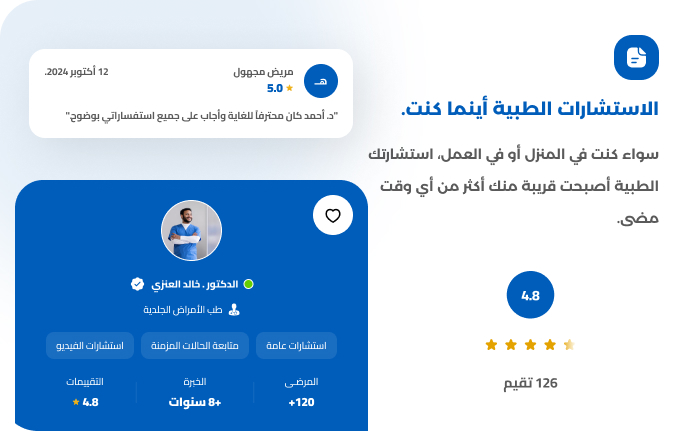 الاستشارات الطبية أينما كنت.
سواء كنت في المنزل أو في العمل، استشارتك
الطبية أصبحت قريبة منك أكثر من أي وقت
مضى.
4.8
126 تقيم
هـ
مريض مجهول
5.0
12 أكتوبر 2024.
"د. أحمد كان محترفاً للغاية وأجاب على جميع استفساراتي بوضوح."
الدكتور . خالد العنزي
طب الأمراض الجلدية
استشارات عامة
متابعة الحالات المزمنة
استشارات الفيديو
المرضى
+120
الخبرة
+8 سنوات
التقييمات
4.8